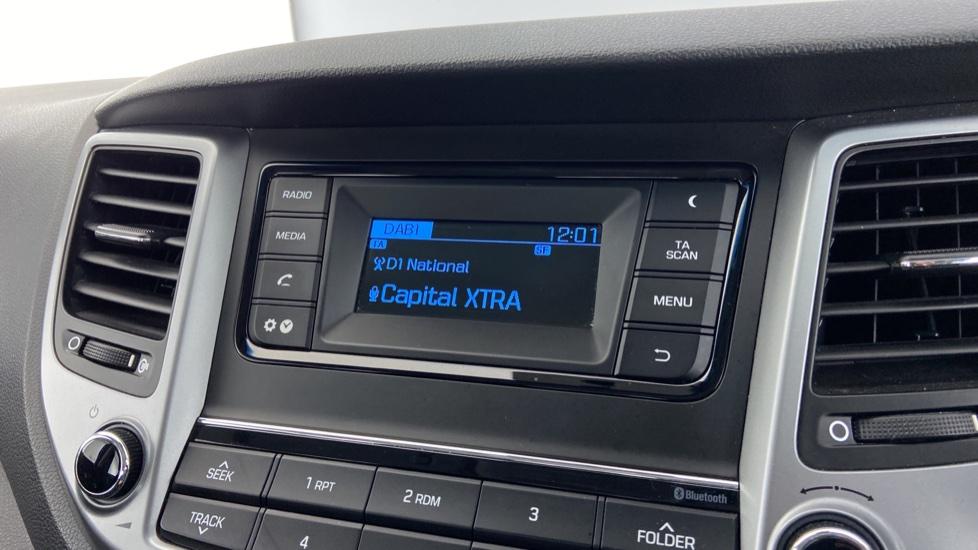 RADIO
MEDIA
DAB1 12:01
TA SF
D1 National
Capital XTRA
TA
SCAN
MENU
SEEK
TRACK
1 RPT
2 RDM
3
4
Bluetooth
FOLDER